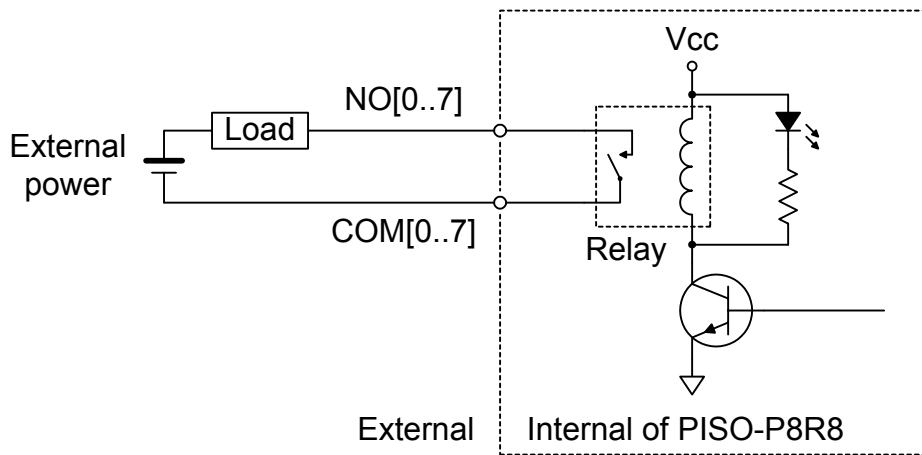 Vcc
NO[0..7]
Load
External
power
COM[0..7]
Relay
External
Internal of PISO-P8R8